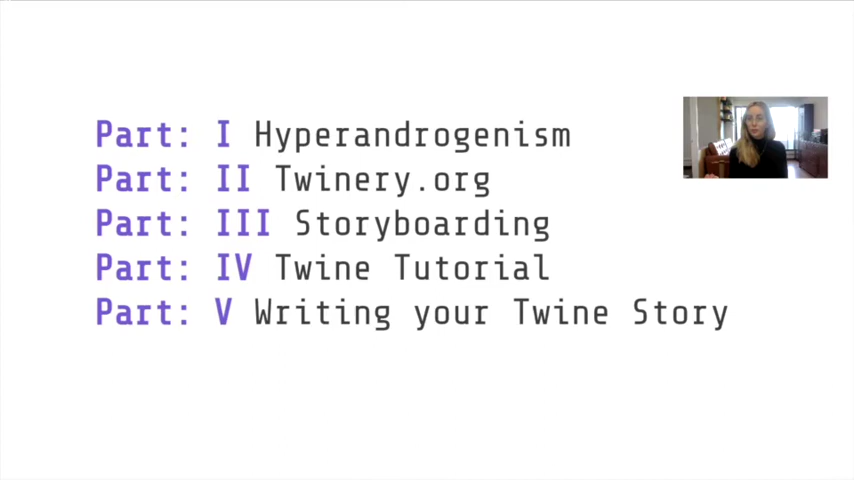 Part: I Hyperandrogenism
Part: II Twinery.org
Part: III Storyboarding
Part: IV Twine Tutorial
Part: V Writing your Twine Story